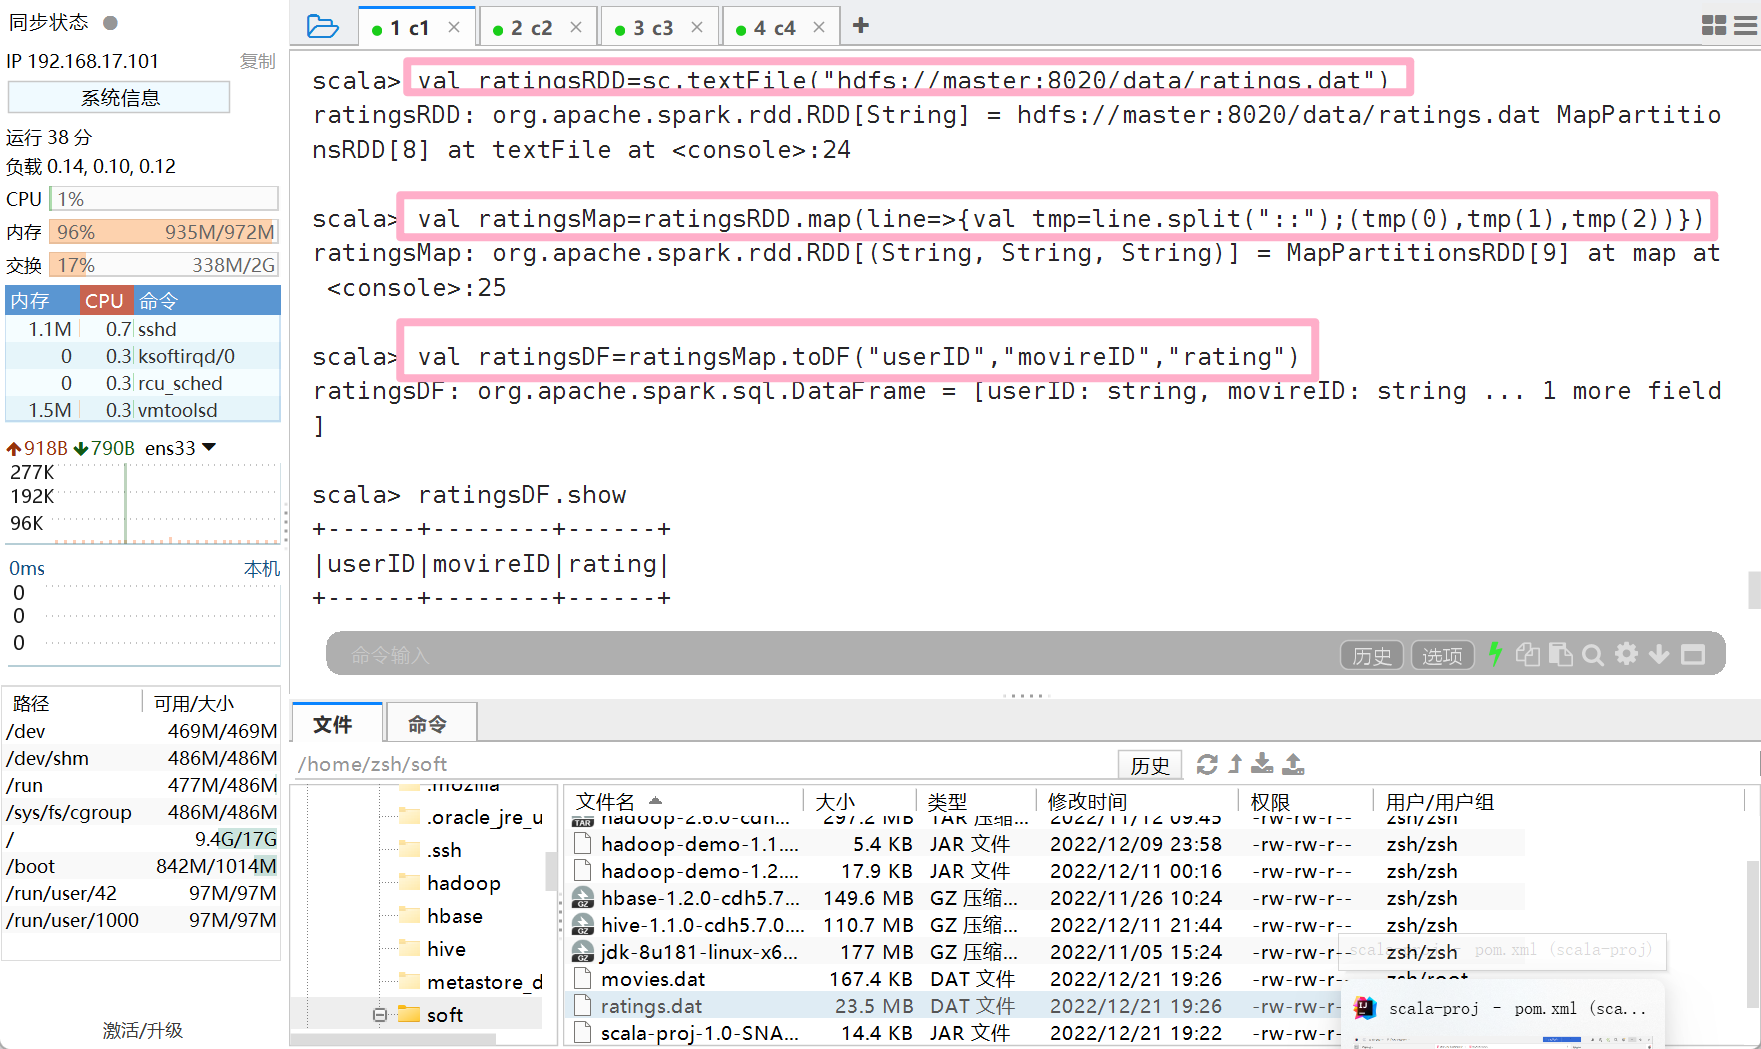 同步状态
IP 192.168.17.101 复制
系统信息
运行 38 分
负载 0.14, 0.10, 0.12
CPU 1%
内存 96% 935M/972M
交换 17% 338M/2G
内存 CPU 命令
1.1M 0.7 sshd
0 0.3 ksoftirqd/0
0 0.3 rcu_sched
1.5M 0.3 vmtoolsd
918B 790B ens33
277K
192K
96K
0ms 本机
0
0
0
路径 可用/大小
/dev 469M/469M
/dev/shm 486M/486M
/run 477M/486M
/sys/fs/cgroup 486M/486M
/ 9.4G/17G
/boot 842M/1014M
/run/user/42 97M/97M
/run/user/1000 97M/97M
激活/升级
1 c1 × 2 c2 × 3 c3 × 4 c4 × +
scala> val ratingsRDD=sc.textFile("hdfs://master:8020/data/ratings.dat")
ratingsRDD: org.apache.spark.rdd.RDD[String] = hdfs://master:8020/data/ratings.dat MapPartitio
nsRDD[8] at textFile at <console>:24
scala> val ratingsMap=ratingsRDD.map(line=>{val tmp=line.split("::");(tmp(0),tmp(1),tmp(2))})
ratingsMap: org.apache.spark.rdd.RDD[(String, String, String)] = MapPartitionsRDD[9] at map at
 <console>:25
scala> val ratingsDF=ratingsMap.toDF("userID","movireID","rating")
ratingsDF: org.apache.spark.sql.DataFrame = [userID: string, movireID: string ... 1 more field
]
scala> ratingsDF.show
+------+--------+------+
|userID|movireID|rating|
+------+--------+------+
命令输入 历史 选项
文件 命令
/home/zsh/soft 历史
.mozilla
.oracle_jre_u
.ssh
hadoop
hbase
hive
metastore_d
soft
文件名 大小 类型 修改时间 权限 用户/用户组
hadoop-2.6.0-cdh... 297.2 MB TAR 压缩... 2022/11/12 09:45 -rw-rw-r-- zsh/zsh
hadoop-demo-1.1.... 5.4 KB JAR 文件 2022/12/09 23:58 -rw-rw-r-- zsh/zsh
hadoop-demo-1.2.... 17.9 KB JAR 文件 2022/12/11 00:16 -rw-rw-r-- zsh/zsh
hbase-1.2.0-cdh5.7... 149.6 MB GZ 压缩... 2022/11/26 10:24 -rw-rw-r-- zsh/zsh
hive-1.1.0-cdh5.7.0.... 110.7 MB GZ 压缩... 2022/12/11 21:44 -rw-rw-r-- zsh/zsh
jdk-8u181-linux-x6... 177 MB GZ 压缩... 2022/11/05 15:24 -rw-rw-r-- zsh/zsh
movies.dat 167.4 KB DAT 文件 2022/12/21 19:26 -rw-rw-r-- zsh/root
ratings.dat 23.5 MB DAT 文件 2022/12/21 19:26 -rw-rw-r--
scala-proj-1.0-SNA... 14.4 KB JAR 文件 2022/12/21 19:22 -rw-rw-r--
scala-proj - pom.xml (scala-proj)
scala-proj - pom.xml (sca...